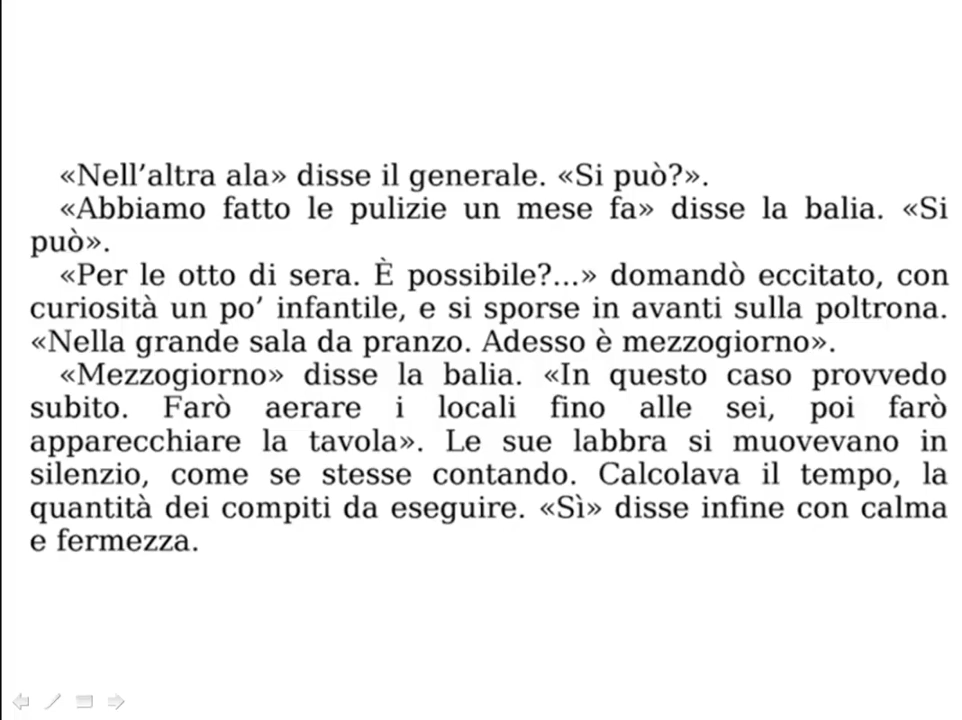 «Nell’altra ala» disse il generale. «Si può?».
«Abbiamo fatto le pulizie un mese fa» disse la balia. «Si
può».
«Per le otto di sera. È possibile?...» domandò eccitato, con
curiosità un po’ infantile, e si sporse in avanti sulla poltrona.
«Nella grande sala da pranzo. Adesso è mezzogiorno».
«Mezzogiorno» disse la balia. «In questo caso provvedo
subito. Farò aerare i locali fino alle sei, poi farò
apparecchiare la tavola». Le sue labbra si muovevano in
silenzio, come se stesse contando. Calcolava il tempo, la
quantità dei compiti da eseguire. «Sì» disse infine con calma
e fermezza.